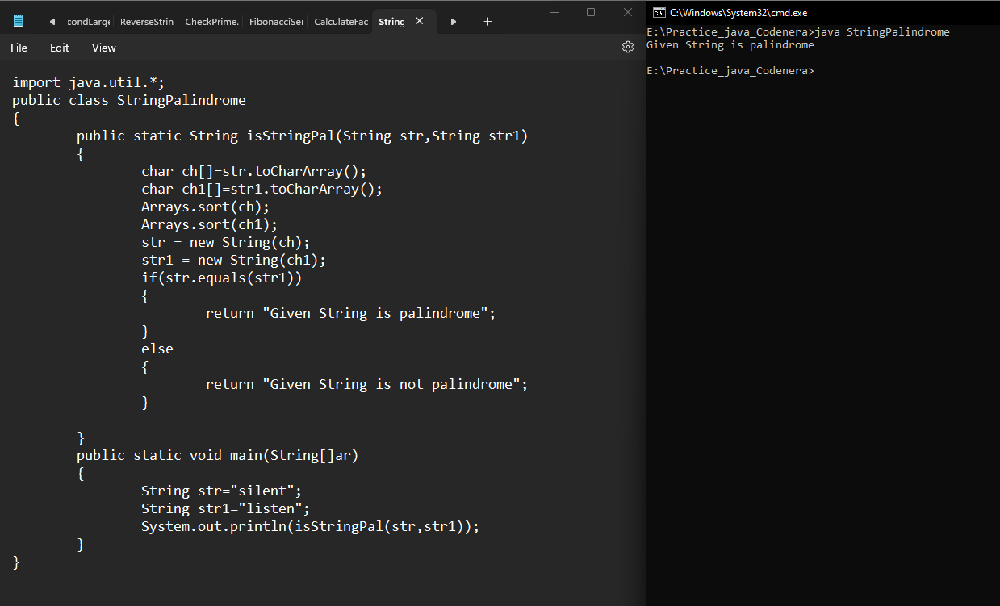 condLarge ReverseStrin CheckPrime. FibonacciSer CalculateFac String
File Edit View
import java.util.*;
public class StringPalindrome
{
public static String isStringPal(String str,String str1)
{
char ch[]=str.toCharArray();
char ch1[]=str1.toCharArray();
Arrays.sort(ch);
Arrays.sort(ch1);
str = new String(ch);
str1 = new String(ch1);
if(str.equals(str1))
{
return "Given String is palindrome";
}
else
{
return "Given String is not palindrome";
}
}
public static void main(String[]ar)
{
String str="silent";
String str1="listen";
System.out.println(isStringPal(str,str1));
}
}
C:\Windows\System32\cmd.exe
E:\Practice_java_Codenera>java StringPalindrome
Given String is palindrome
E:\Practice_java_Codenera>